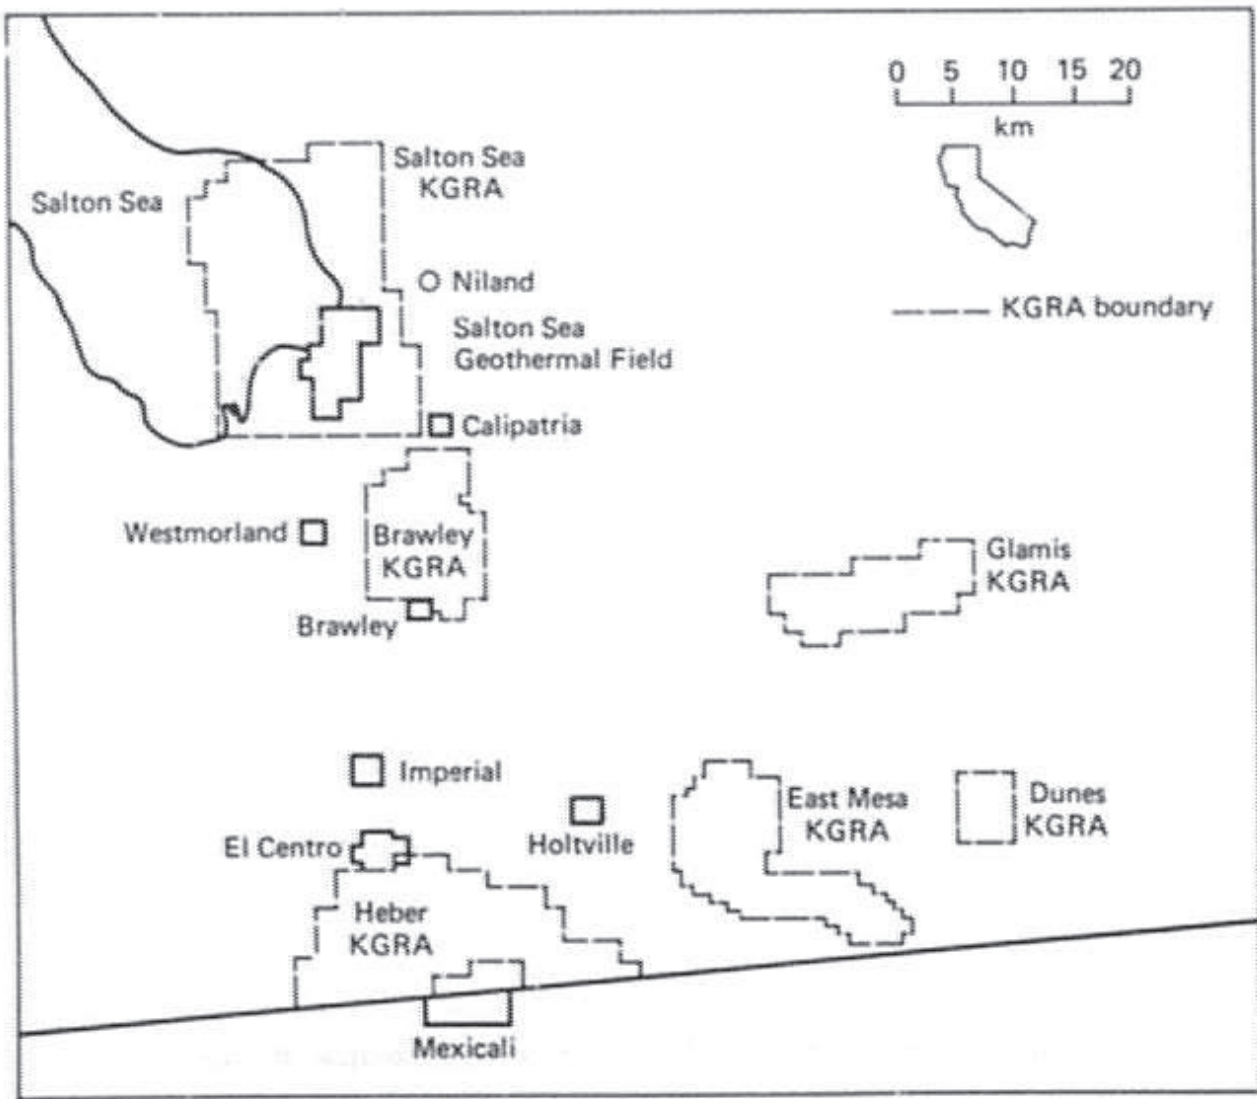 0 5 10 15 20
km
Salton Sea
KGRA
Salton Sea
Niland
KGRA boundary
Salton Sea
Geothermal Field
Calipatria
Westmorland
Brawley
KGRA
Glamis
KGRA
Brawley
Imperial
East Mesa
KGRA
Dunes
KGRA
Holtville
El Centro
Heber
KGRA
Mexicali